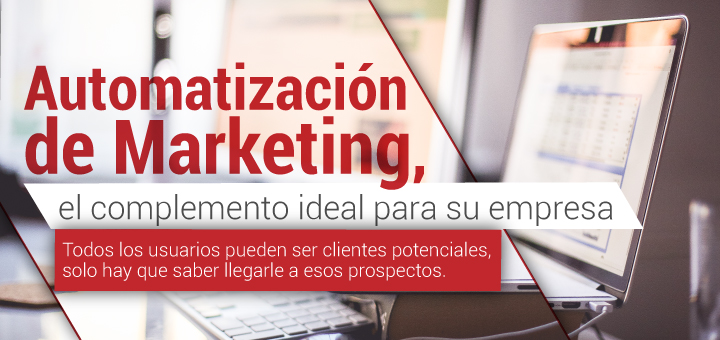 Automatización
de Marketing,
el complemento ideal para su empresa
Todos los usuarios pueden ser clientes potenciales,
solo hay que saber llegarle a esos prospectos.